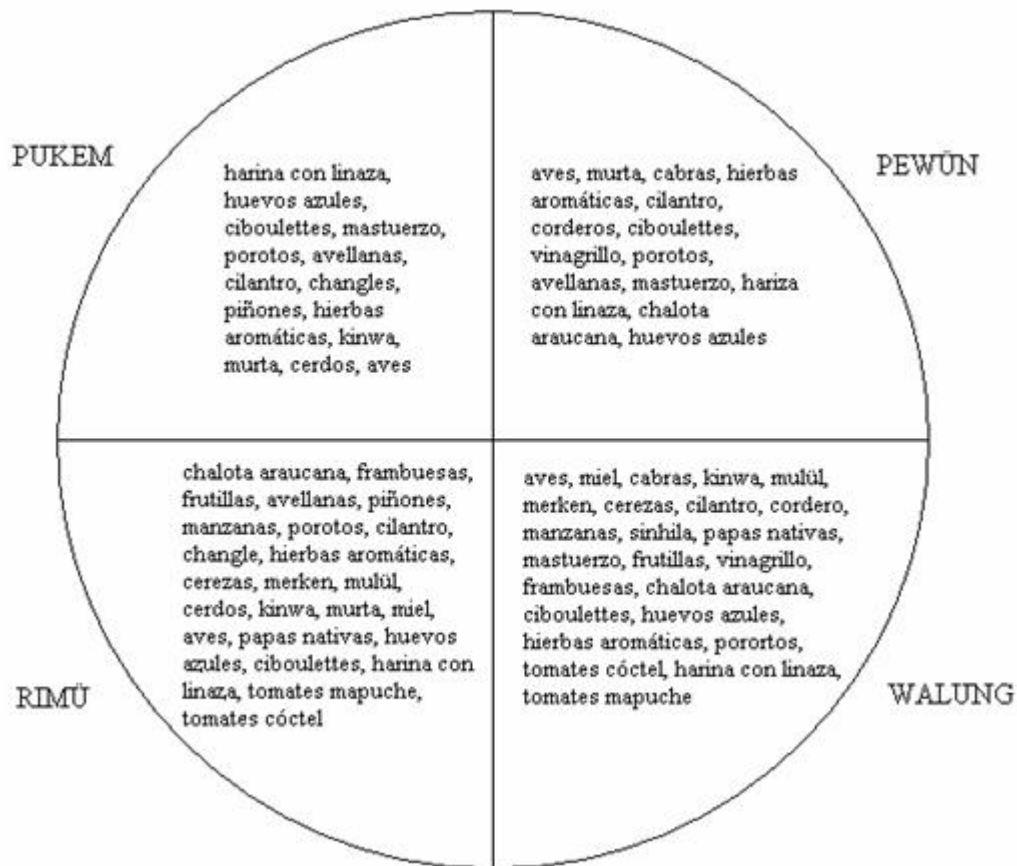 PUKEM
harina con linaza,
huevos azules,
ciboulettes, mastuerzo,
porotos, avellanas,
cilantro, changles,
piñones, hierbas
aromáticas, kinwa,
murta, cerdos, aves
PEWÜN
aves, murta, cabras, hierbas
aromáticas, cilantro,
corderos, ciboulettes,
vinagrillo, porotos,
avellanas, mastuerzo, hariza
con linaza, chalota
araucana, huevos azules
RIMÜ
chalota araucana, frambuesas,
frutillas, avellanas, piñones,
manzanas, porotos, cilantro,
changle, hierbas aromáticas,
cerezas, merken, mulül,
cerdos, kinwa, murta, miel,
aves, papas nativas, huevos
azules, ciboulettes, harina con
linaza, tomates mapuche,
tomates cóctel
WALUNG
aves, miel, cabras, kinwa, mulül,
merken, cerezas, cilantro, cordero,
manzanas, sinhila, papas nativas,
mastuerzo, frutillas, vinagrillo,
frambuesas, chalota araucana,
ciboulettes, huevos azules,
hierbas aromáticas, porortos,
tomates cóctel, harina con linaza,
tomates mapuche